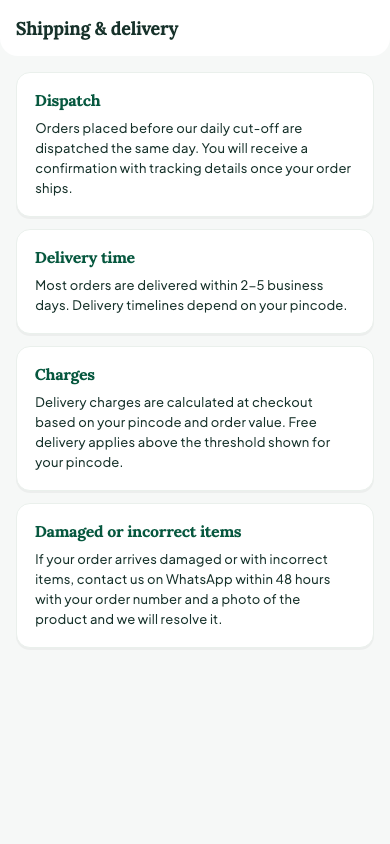 Shipping & delivery
Dispatch
Orders placed before our daily cut-off are
dispatched the same day. You will receive a
confirmation with tracking details once your order
ships.
Delivery time
Most orders are delivered within 2–5 business
days. Delivery timelines depend on your pincode.
Charges
Delivery charges are calculated at checkout
based on your pincode and order value. Free
delivery applies above the threshold shown for
your pincode.
Damaged or incorrect items
If your order arrives damaged or with incorrect
items, contact us on WhatsApp within 48 hours
with your order number and a photo of the
product and we will resolve it.